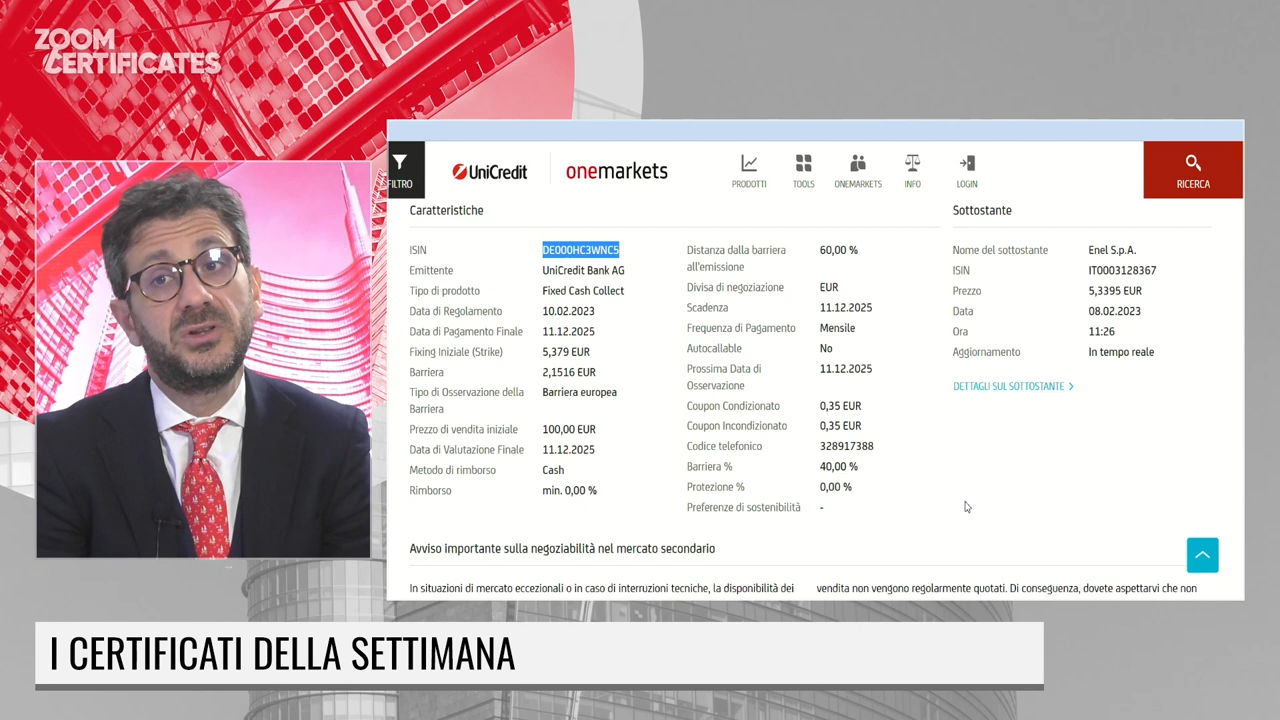 ZOOM
CERTIFICATES
FILTRO
UniCredit
onemarkets
PRODOTTI
TOOLS
ONEMARKETS
INFO
LOGIN
RICERCA
Caratteristiche
ISIN DE000HC3WNC5
Emittente UniCredit Bank AG
Tipo di prodotto Fixed Cash Collect
Data di Regolamento 10.02.2023
Data di Pagamento Finale 11.12.2025
Fixing Iniziale (Strike) 5,379 EUR
Barriera 2,1516 EUR
Tipo di Osservazione della Barriera europea
Barriera
Prezzo di vendita iniziale 100,00 EUR
Data di Valutazione Finale 11.12.2025
Metodo di rimborso Cash
Rimborso min. 0,00 %
Distanza dalla barriera 60,00 %
all'emissione
Divisa di negoziazione EUR
Scadenza 11.12.2025
Frequenza di Pagamento Mensile
Autocallable No
Prossima Data di 11.12.2025
Osservazione
Coupon Condizionato 0,35 EUR
Coupon Incondizionato 0,35 EUR
Codice telefonico 328917388
Barriera % 40,00 %
Protezione % 0,00 %
Preferenze di sostenibilità -
Sottostante
Nome del sottostante Enel S.p.A.
ISIN IT0003128367
Prezzo 5,3395 EUR
Data 08.02.2023
Ora 11:26
Aggiornamento In tempo reale
DETTAGLI SUL SOTTOSTANTE
Avviso importante sulla negoziabilità nel mercato secondario
In situazioni di mercato eccezionali o in caso di interruzioni tecniche, la disponibilità dei
vendita non vengono regolarmente quotati. Di conseguenza, dovete aspettarvi che non
I CERTIFICATI DELLA SETTIMANA